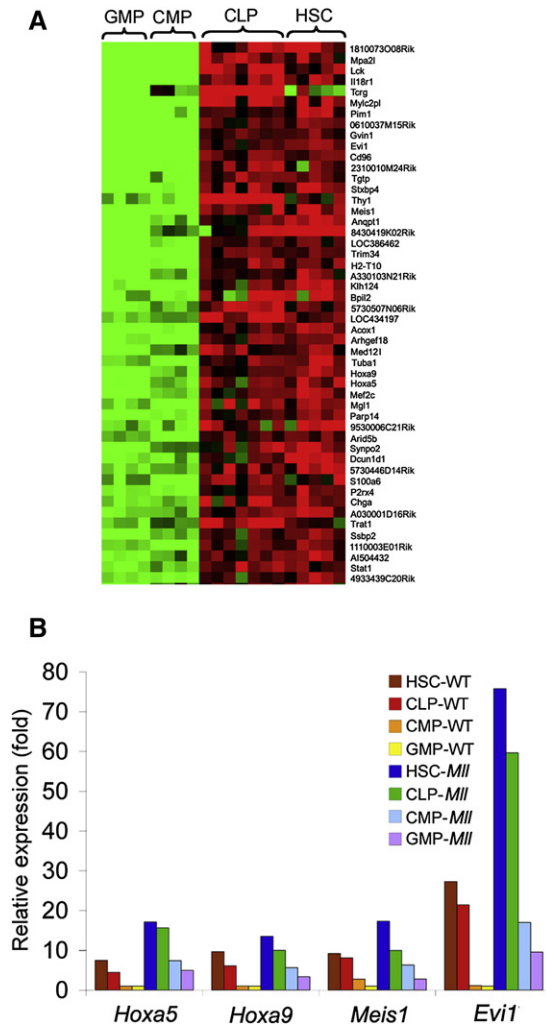 A
GMP CMP CLP HSC
1810073O08Rik
Mpa2l
Lck
Il18r1
Tcrg
Mylc2pl
Pim1
0610037M15Rik
Gvin1
Evi1
Cd96
2310010M24Rik
Tgtp
Stxbp4
Thy1
Meis1
Anqpt1
8430419K02Rik
LOC386462
Trim34
H2-T10
A330103N21Rik
Klh124
Bpil2
5730507N06Rik
LOC434197
Acox1
Arhgef18
Med12l
Tuba1
Hoxa9
Hoxa5
Mef2c
Mgl1
Parp14
9530006C21Rik
Arid5b
Synpo2
Dcun1d1
5730446D14Rik
S100a6
P2rx4
Chga
A030001D16Rik
Trat1
Ssbp2
1110003E01Rik
AI504432
Stat1
4933439C20Rik
B
Relative expression (fold)
80
70
60
50
40
30
20
10
0
HSC-WT
CLP-WT
CMP-WT
GMP-WT
HSC-Mll
CLP-Mll
CMP-Mll
GMP-Mll
Hoxa5 Hoxa9 Meis1 Evi1